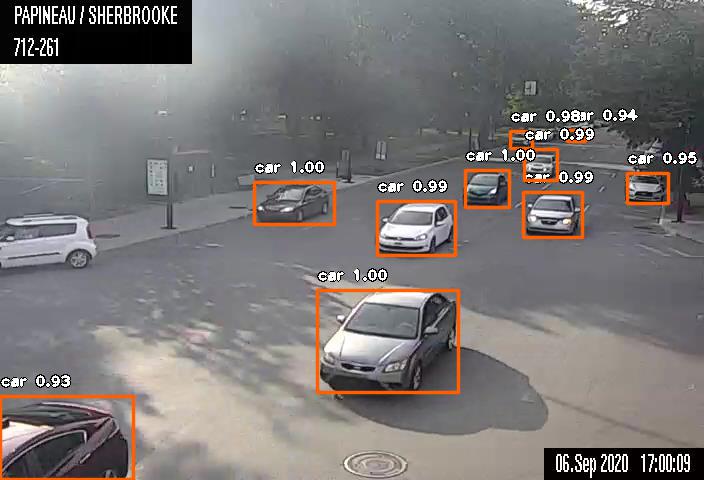 PAPINEAU / SHERBROOKE
712-261
car 0.98
0.94
car 0.99
car 1.00
car 0.95
car 1.00
car 0.99
0.99
car 1.00
car 0.93
06.Sep 2020 17:00:09